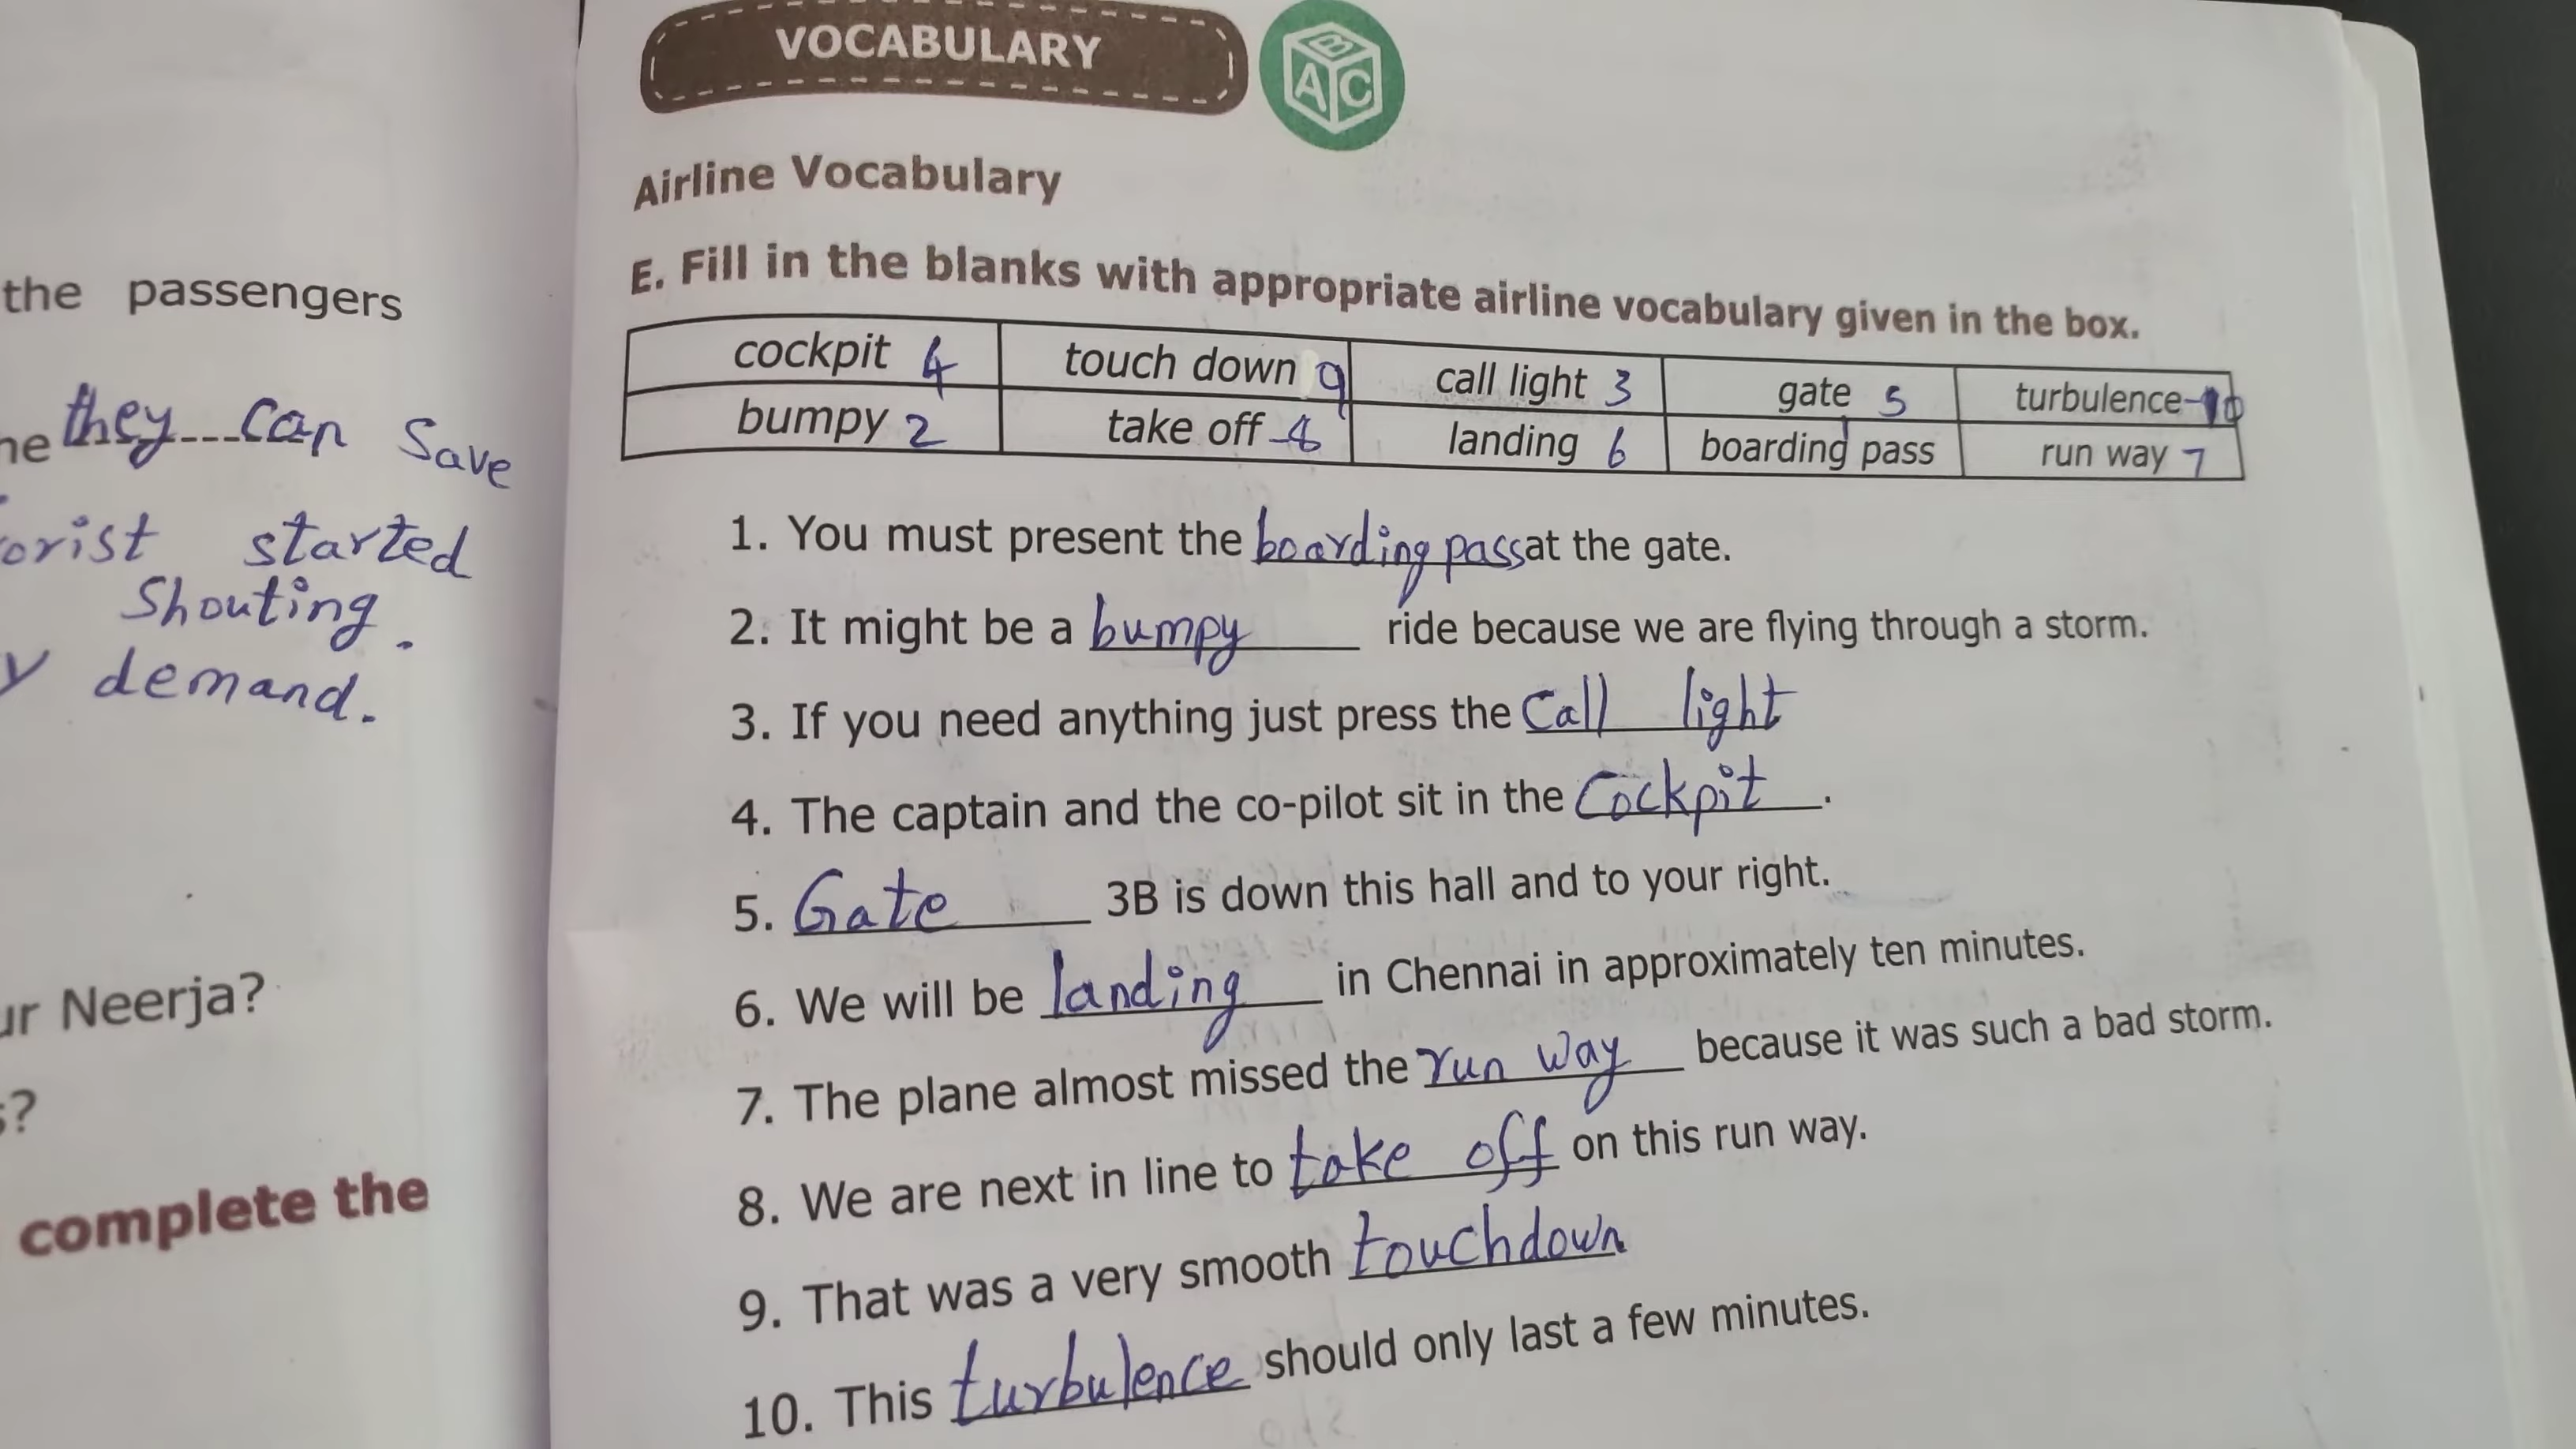 VOCABULARY
A B C
Airline Vocabulary
E. Fill in the blanks with appropriate airline vocabulary given in the box.
cockpit 4 touch down 9 call light 3 gate 5 turbulence-10
bumpy 2 take off -8 landing 6 boarding pass 1 run way 7
1. You must present the boarding pass at the gate.
2. It might be a bumpy ride because we are flying through a storm.
3. If you need anything just press the Call light
4. The captain and the co-pilot sit in the Cockpit.
5. Gate 3B is down this hall and to your right.
6. We will be landing in Chennai in approximately ten minutes.
7. The plane almost missed the run way because it was such a bad storm.
8. We are next in line to take off on this run way.
9. That was a very smooth touchdown
10. This turbulence should only last a few minutes.
the passengers
they can save
started
Shouting.
demand.
Neerja?
complete the